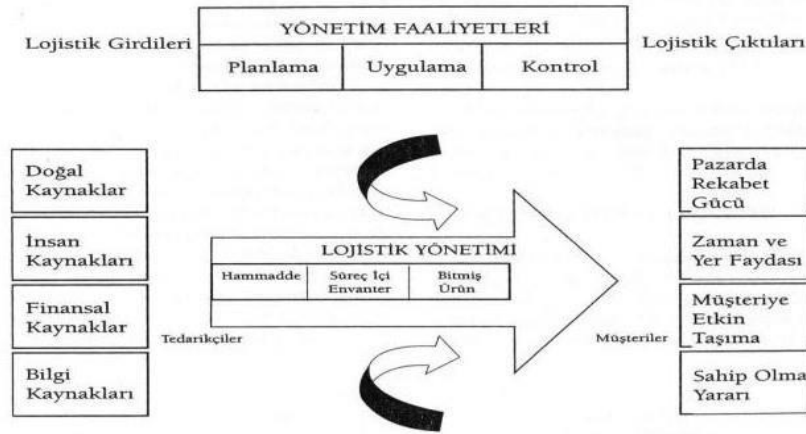 Lojistik Girdileri
YÖNETİM FAALİYETLERİ
Planlama
Uygulama
Kontrol
Lojistik Çıktıları
Doğal
Kaynaklar
İnsan
Kaynakları
Finansal
Kaynaklar
Bilgi
Kaynakları
Tedarikçiler
LOJİSTİK YÖNETİMİ
Hammadde
Süreç İçi
Envanter
Bitmiş
Ürün
Müşteriler
Pazarda
Rekabet
Gücü
Zaman ve
Yer Faydası
Müşteriye
Etkin
Taşıma
Sahip Olma
Yararı